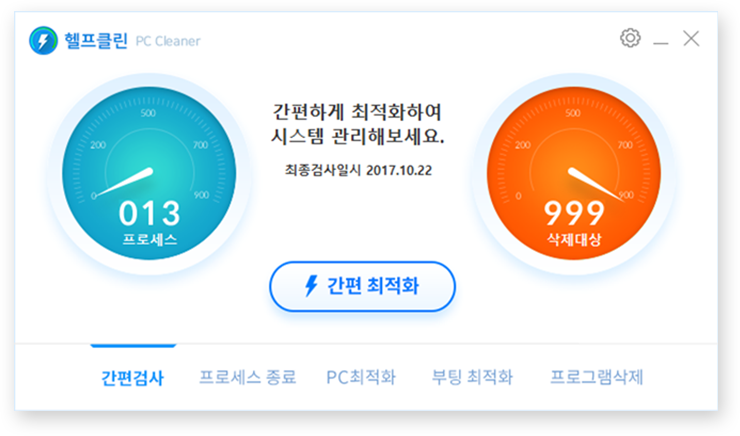 헬프클린 PC Cleaner
500
200
700
0
900
013
프로세스
간편하게 최적화하여
시스템 관리해보세요.
최종검사일시 2017.10.22
500
200
700
0
900
999
삭제대상
간편 최적화
간편검사
프로세스 종료
PC최적화
부팅 최적화
프로그램삭제